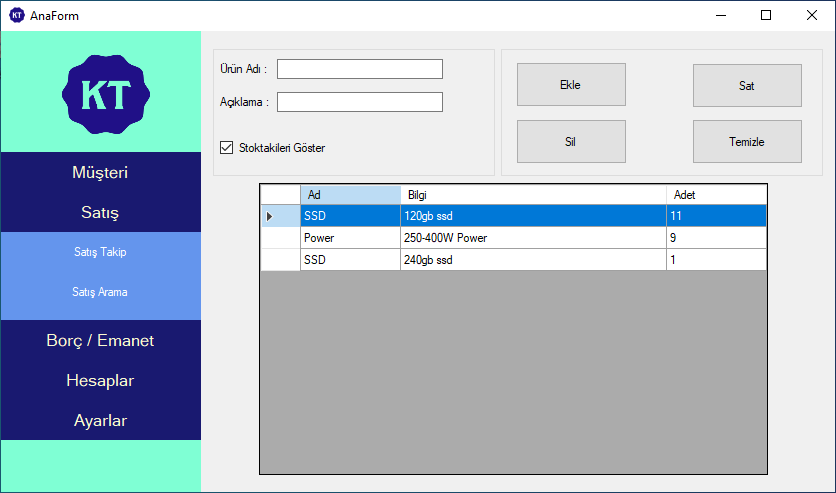 AnaForm
KT
KT
Müşteri
Satış
Satış Takip
Satış Arama
Borç / Emanet
Hesaplar
Ayarlar
Ürün Adı :
Açıklama :
Stoktakileri Göster
Ekle
Sat
Sil
Temizle
Ad Bilgi Adet
SSD 120gb ssd 11
Power 250-400W Power 9
SSD 240gb ssd 1